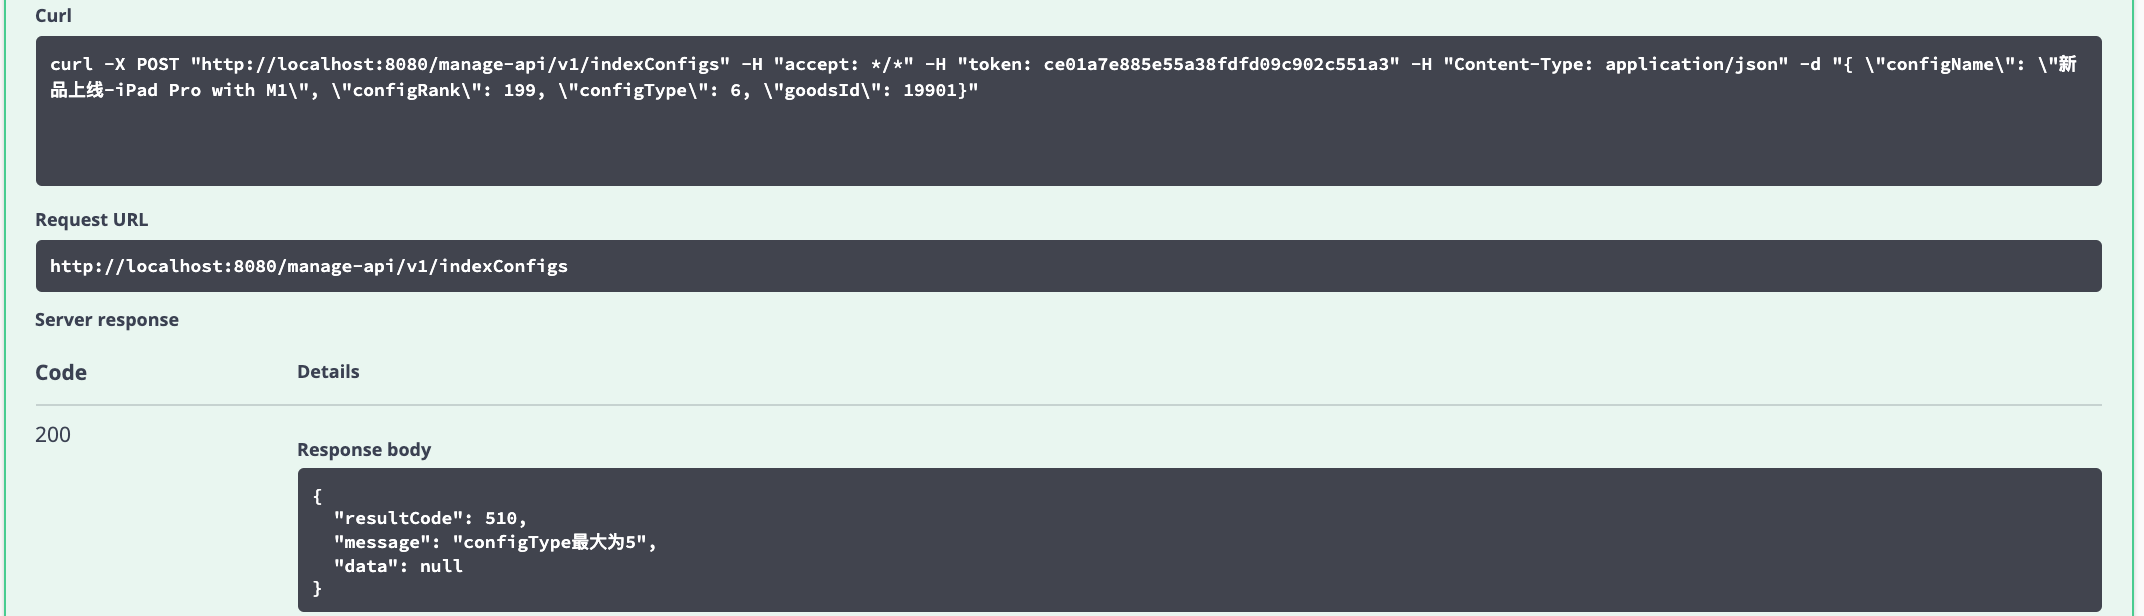 Curl
curl -X POST "http://localhost:8080/manage-api/v1/indexConfigs" -H "accept: */*" -H "token: ce01a7e885e55a38fdfd09c902c551a3" -H "Content-Type: application/json" -d "{ \"configName\": \"新
品上线-iPad Pro with M1\", \"configRank\": 199, \"configType\": 6, \"goodsId\": 19901}"
Request URL
http://localhost:8080/manage-api/v1/indexConfigs
Server response
Code Details
200
Response body
{
"resultCode": 510,
"message": "configType最大为5",
"data": null
}